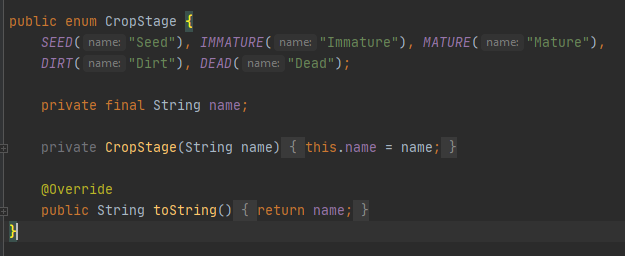 public enum CropStage {
SEED( name: "Seed"), IMMATURE( name: "Immature"), MATURE( name: "Mature"),
DIRT( name: "Dirt"), DEAD( name: "Dead");
private final String name;
private CropStage(String name) { this.name = name; }
@Override
public String toString() { return name; }
}